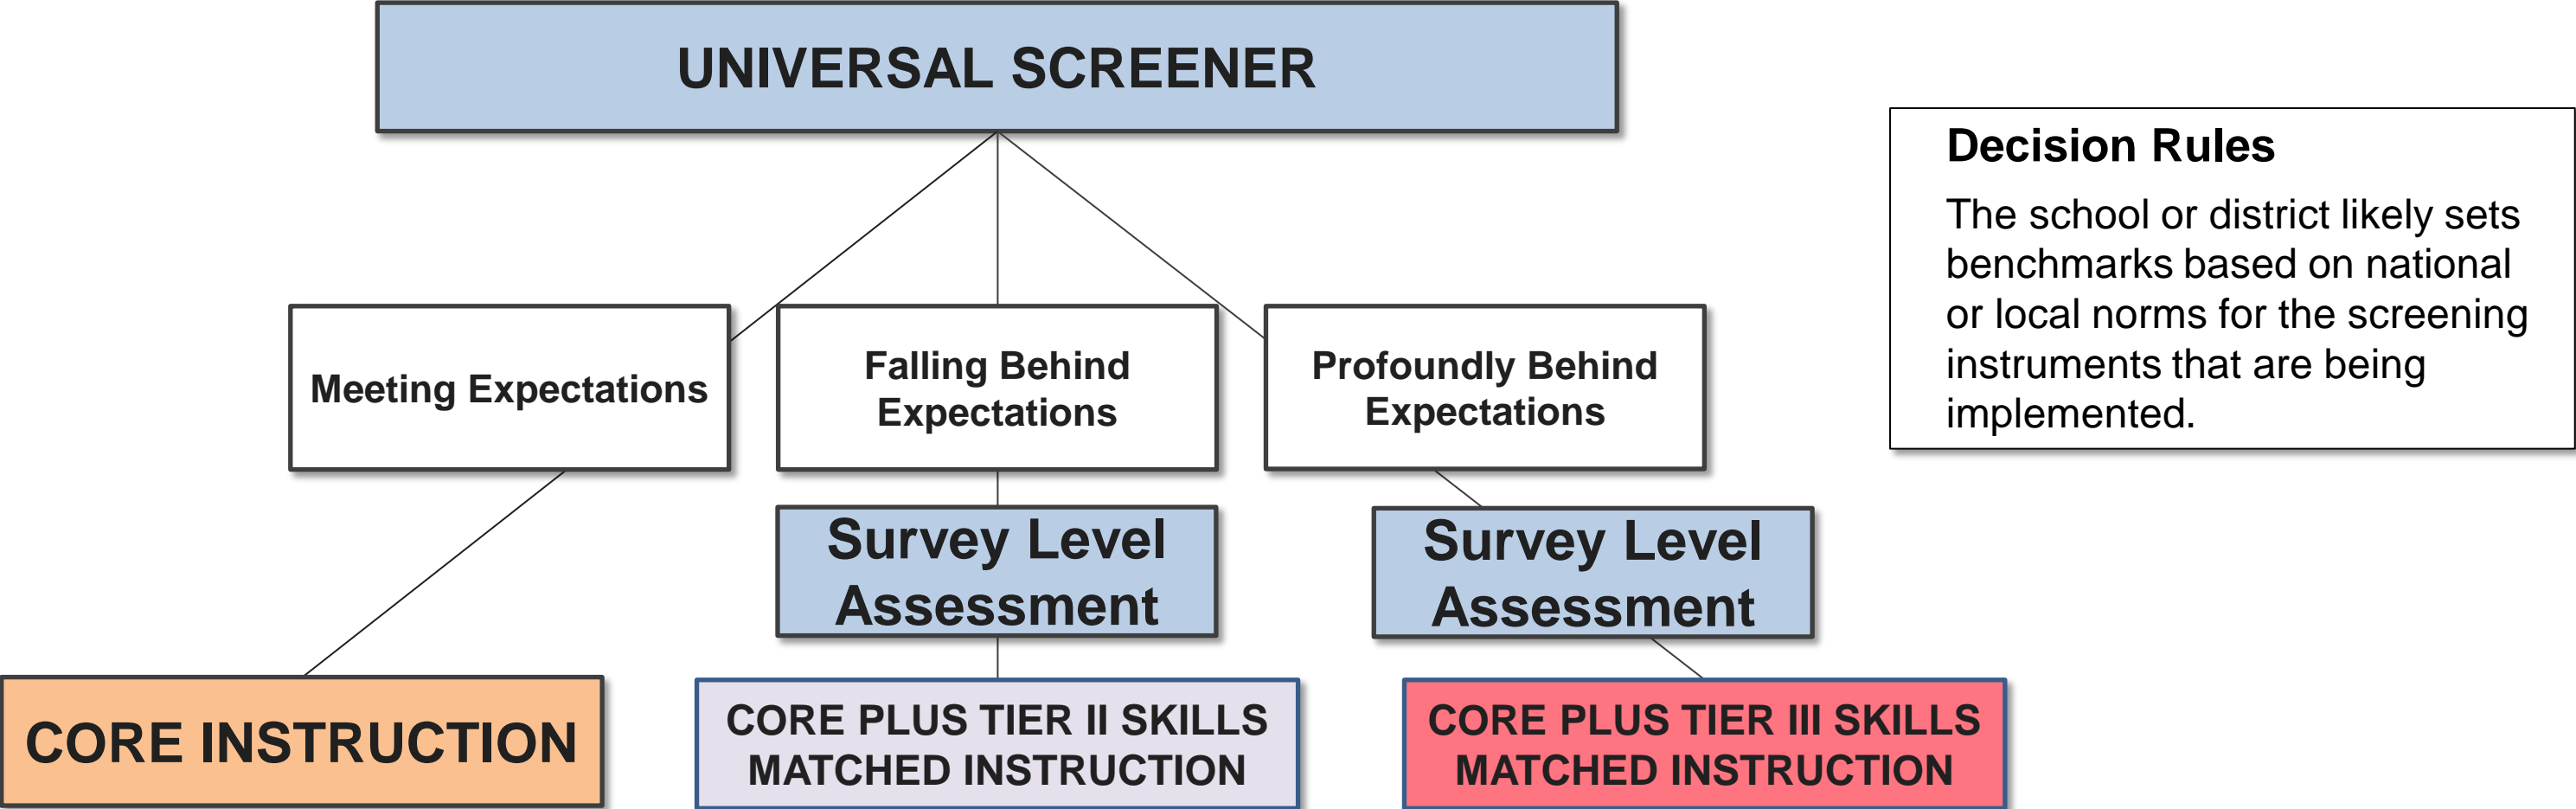 UNIVERSAL SCREENER
Decision Rules
The school or district likely sets
benchmarks based on national
or local norms for the screening
instruments that are being
implemented.
Meeting Expectations
Falling Behind
Expectations
Profoundly Behind
Expectations
Survey Level
Assessment
Survey Level
Assessment
CORE INSTRUCTION
CORE PLUS TIER II SKILLS
MATCHED INSTRUCTION
CORE PLUS TIER III SKILLS
MATCHED INSTRUCTION